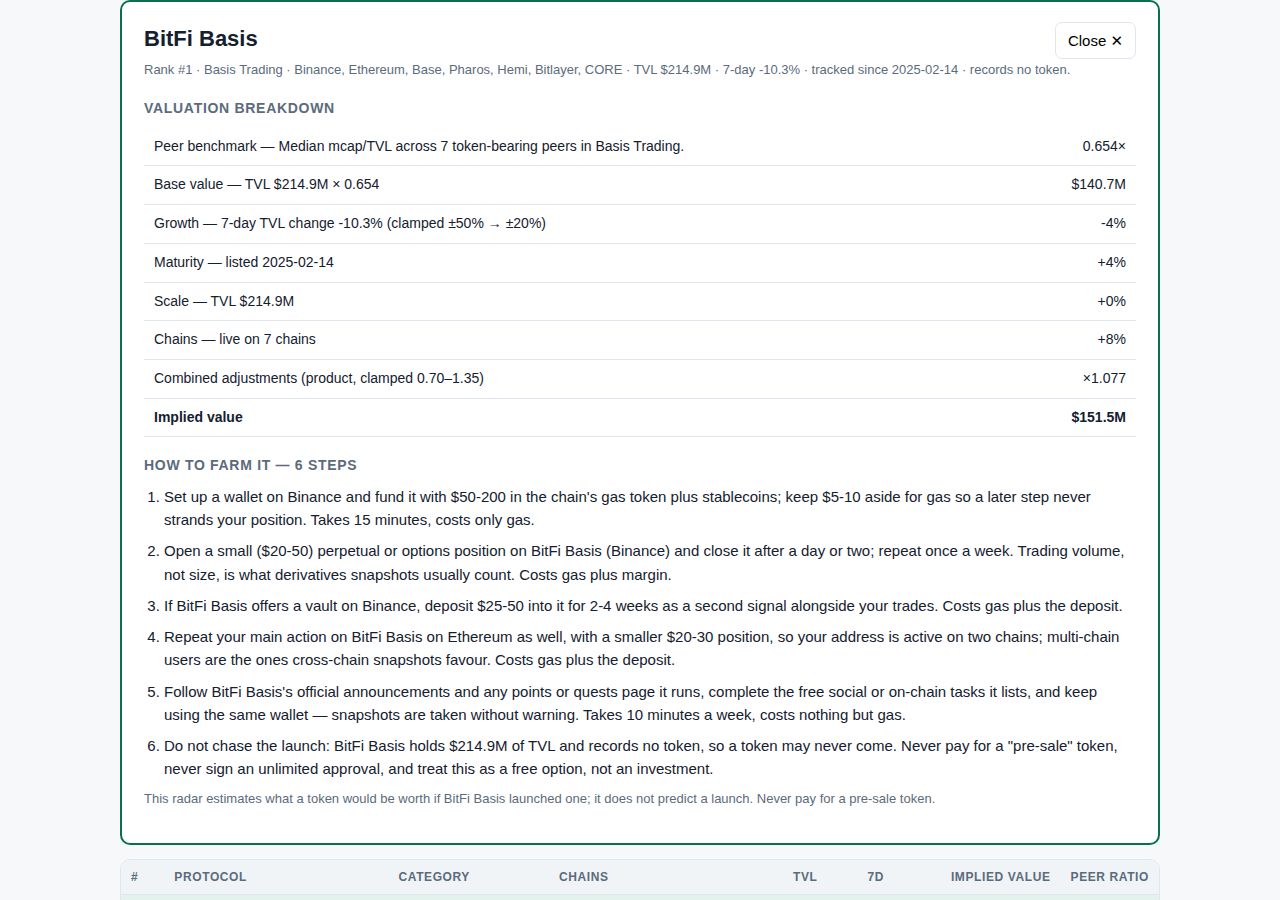 BitFi Basis
Close ✕
Rank #1 · Basis Trading · Binance, Ethereum, Base, Pharos, Hemi, Bitlayer, CORE · TVL $214.9M · 7-day -10.3% · tracked since 2025-02-14 · records no token.
VALUATION BREAKDOWN
Peer benchmark — Median mcap/TVL across 7 token-bearing peers in Basis Trading. 0.654×
Base value — TVL $214.9M × 0.654 $140.7M
Growth — 7-day TVL change -10.3% (clamped ±50% → ±20%) -4%
Maturity — listed 2025-02-14 +4%
Scale — TVL $214.9M +0%
Chains — live on 7 chains +8%
Combined adjustments (product, clamped 0.70–1.35) ×1.077
Implied value $151.5M
HOW TO FARM IT — 6 STEPS
1. Set up a wallet on Binance and fund it with $50-200 in the chain's gas token plus stablecoins; keep $5-10 aside for gas so a later step never
strands your position. Takes 15 minutes, costs only gas.
2. Open a small ($20-50) perpetual or options position on BitFi Basis (Binance) and close it after a day or two; repeat once a week. Trading volume,
not size, is what derivatives snapshots usually count. Costs gas plus margin.
3. If BitFi Basis offers a vault on Binance, deposit $25-50 into it for 2-4 weeks as a second signal alongside your trades. Costs gas plus the deposit.
4. Repeat your main action on BitFi Basis on Ethereum as well, with a smaller $20-30 position, so your address is active on two chains; multi-chain
users are the ones cross-chain snapshots favour. Costs gas plus the deposit.
5. Follow BitFi Basis's official announcements and any points or quests page it runs, complete the free social or on-chain tasks it lists, and keep
using the same wallet — snapshots are taken without warning. Takes 10 minutes a week, costs nothing but gas.
6. Do not chase the launch: BitFi Basis holds $214.9M of TVL and records no token, so a token may never come. Never pay for a "pre-sale" token,
never sign an unlimited approval, and treat this as a free option, not an investment.
This radar estimates what a token would be worth if BitFi Basis launched one; it does not predict a launch. Never pay for a pre-sale token.
# PROTOCOL CATEGORY CHAINS TVL 7D IMPLIED VALUE PEER RATIO